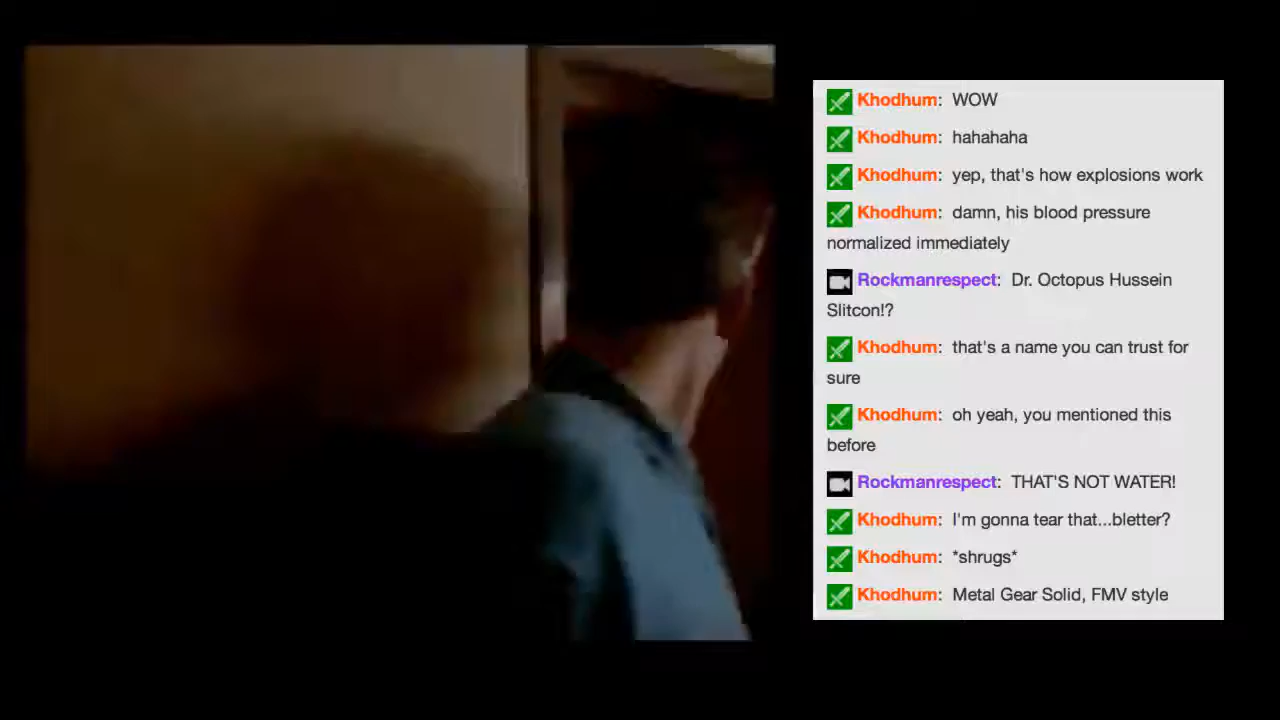 Khodhum: WOW
Khodhum: hahahaha
Khodhum: yep, that's how explosions work
Khodhum: damn, his blood pressure
normalized immediately
Rockmanrespect: Dr. Octopus Hussein
Slitcon!?
Khodhum: that's a name you can trust for
sure
Khodhum: oh yeah, you mentioned this
before
Rockmanrespect: THAT'S NOT WATER!
Khodhum: I'm gonna tear that...bletter?
Khodhum: *shrugs*
Khodhum: Metal Gear Solid, FMV style